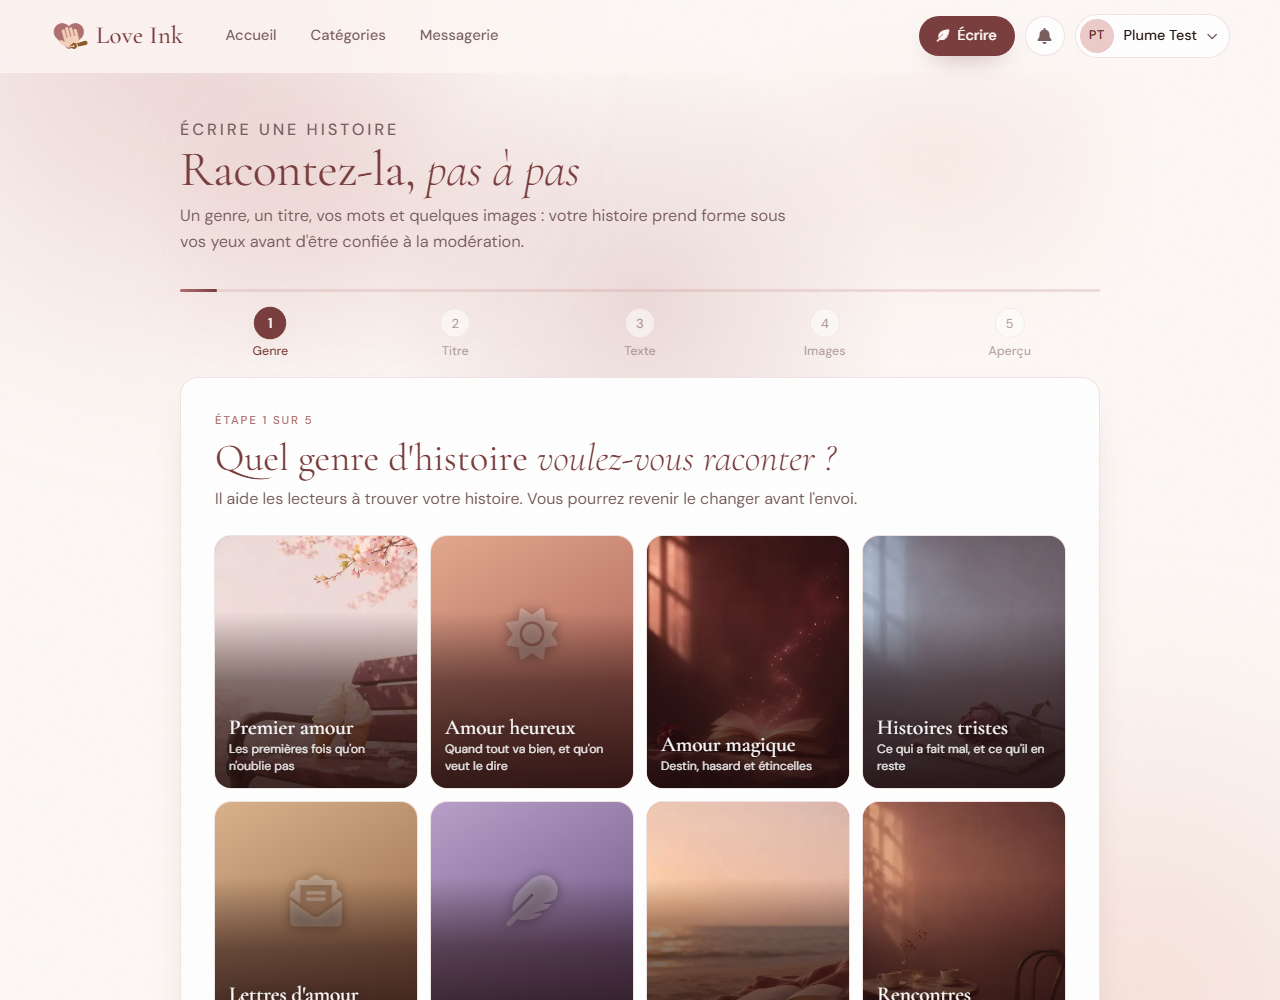 Love Ink
Accueil
Catégories
Messagerie
Écrire
PT
Plume Test
ÉCRIRE UNE HISTOIRE
Racontez-la, pas à pas
Un genre, un titre, vos mots et quelques images : votre histoire prend forme sous
vos yeux avant d'être confiée à la modération.
1
2
3
4
5
Genre
Titre
Texte
Images
Aperçu
ÉTAPE 1 SUR 5
Quel genre d'histoire voulez-vous raconter ?
Il aide les lecteurs à trouver votre histoire. Vous pourrez revenir le changer avant l'envoi.
Premier amour
Les premières fois qu'on
n'oublie pas
Amour heureux
Quand tout va bien, et qu'on
veut le dire
Amour magique
Destin, hasard et étincelles
Histoires tristes
Ce qui a fait mal, et ce qu'il en
reste
Lettres d'amour
Rencontres